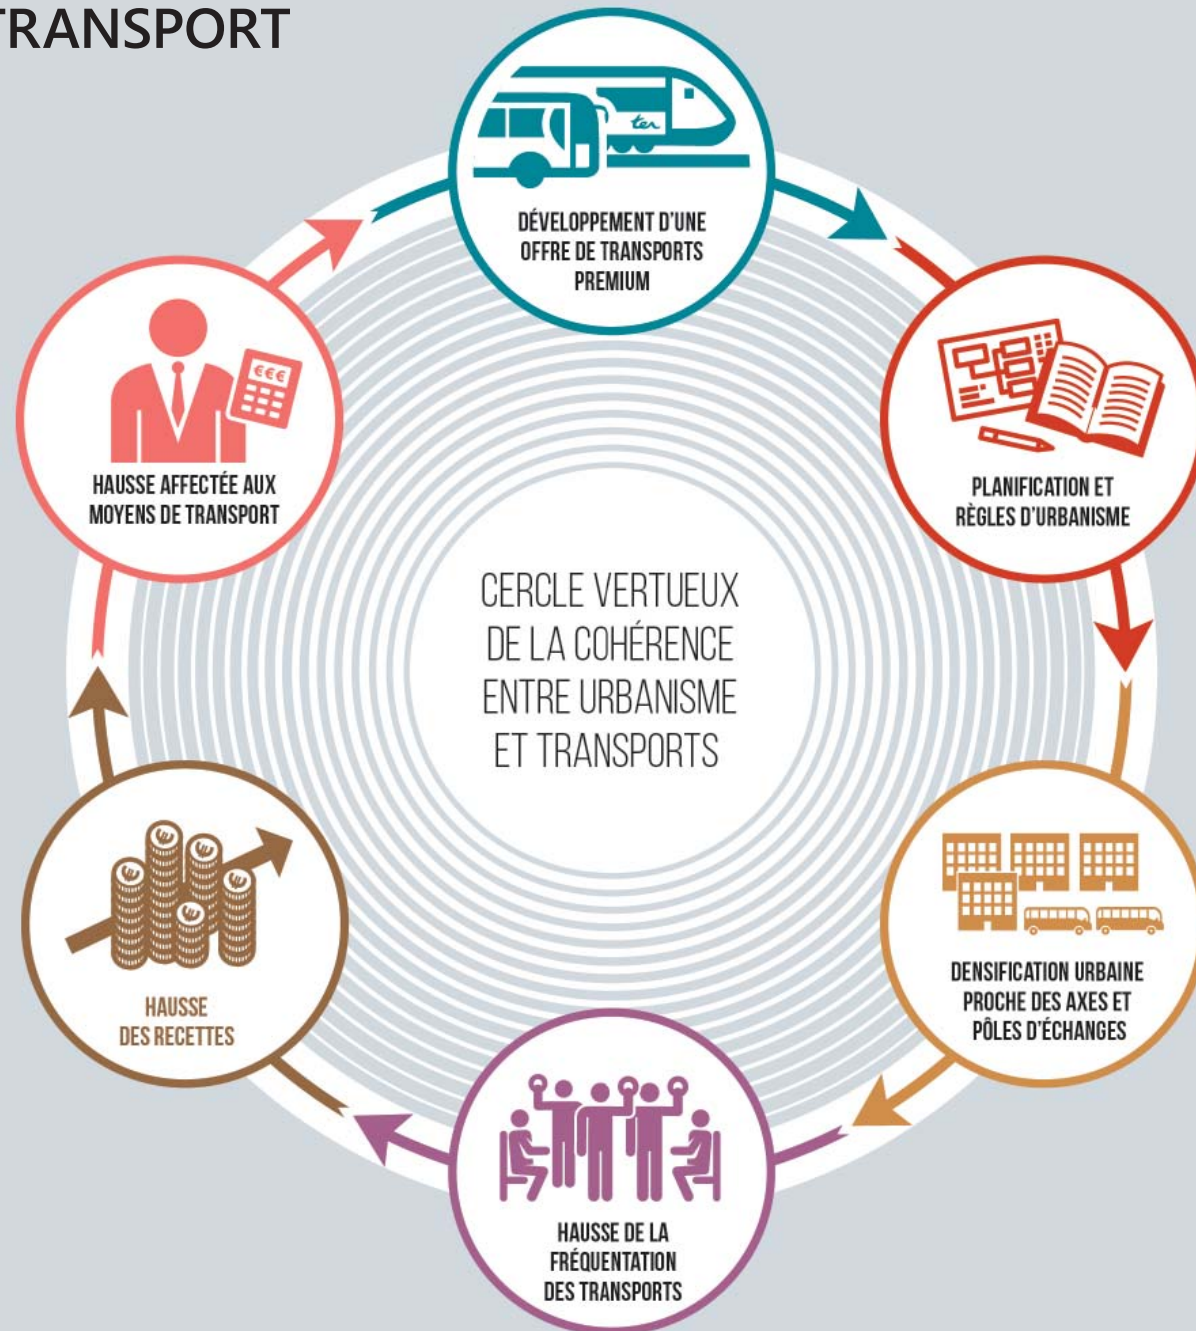 TRANSPORT
ter
DÉVELOPPEMENT D'UNE
OFFRE DE TRANSPORTS
PREMIUM
PLANIFICATION ET
RÈGLES D'URBANISME
DENSIFICATION URBAINE
PROCHE DES AXES ET
PÔLES D'ÉCHANGES
HAUSSE DE LA
FRÉQUENTATION
DES TRANSPORTS
HAUSSE
DES RECETTES
€€€
HAUSSE AFFECTÉE AUX
MOYENS DE TRANSPORT
CERCLE VERTUEUX
DE LA COHÉRENCE
ENTRE URBANISME
ET TRANSPORTS